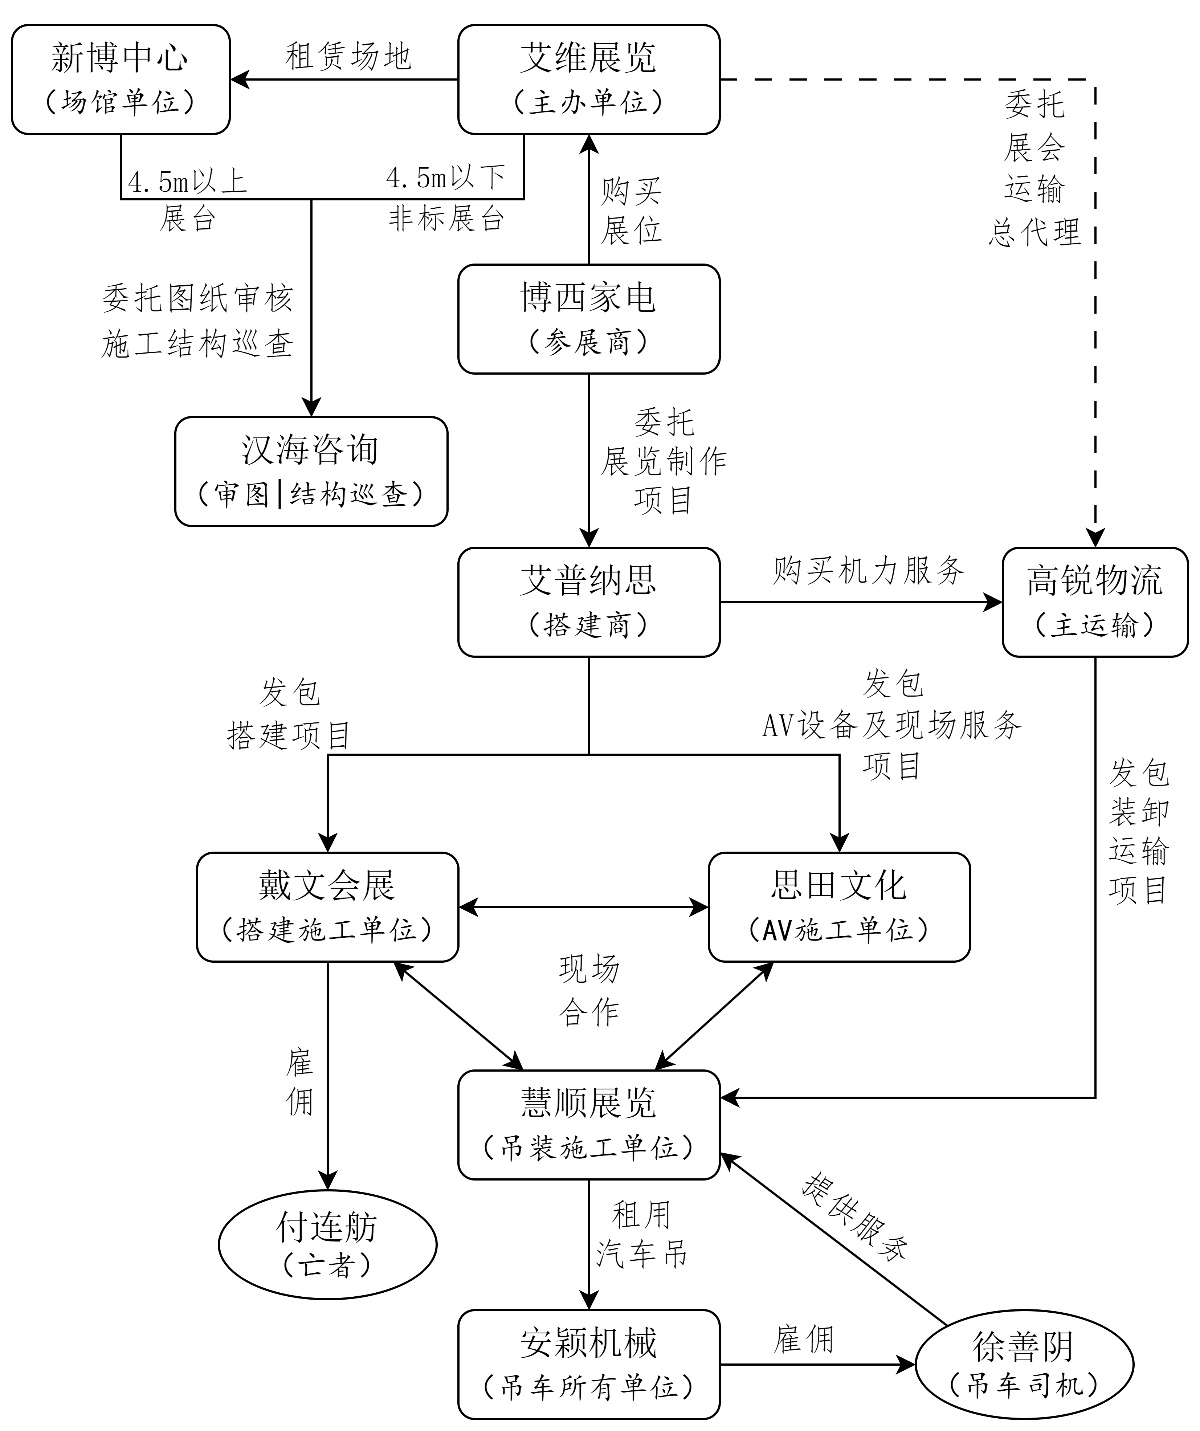 新博中心
（场馆单位）
租赁场地
艾维展览
（主办单位）
委托
展会
运输
总代理
4.5m以上
展台
4.5m以下
非标展台
购买
展位
委托图纸审核
施工结构巡查
博西家电
（参展商）
汉海咨询
（审图|结构巡查）
委托
展览制作
项目
艾普纳思
（搭建商）
购买机力服务
高锐物流
（主运输）
发包
搭建项目
发包
AV设备及现场服务
项目
发包
装卸
运输
项目
戴文会展
（搭建施工单位）
思田文化
（AV施工单位）
现场
合作
雇
佣
慧顺展览
（吊装施工单位）
付连舫
（亡者）
租用
汽车吊
提供服务
安颖机械
（吊车所有单位）
雇佣
徐善阴
（吊车司机）